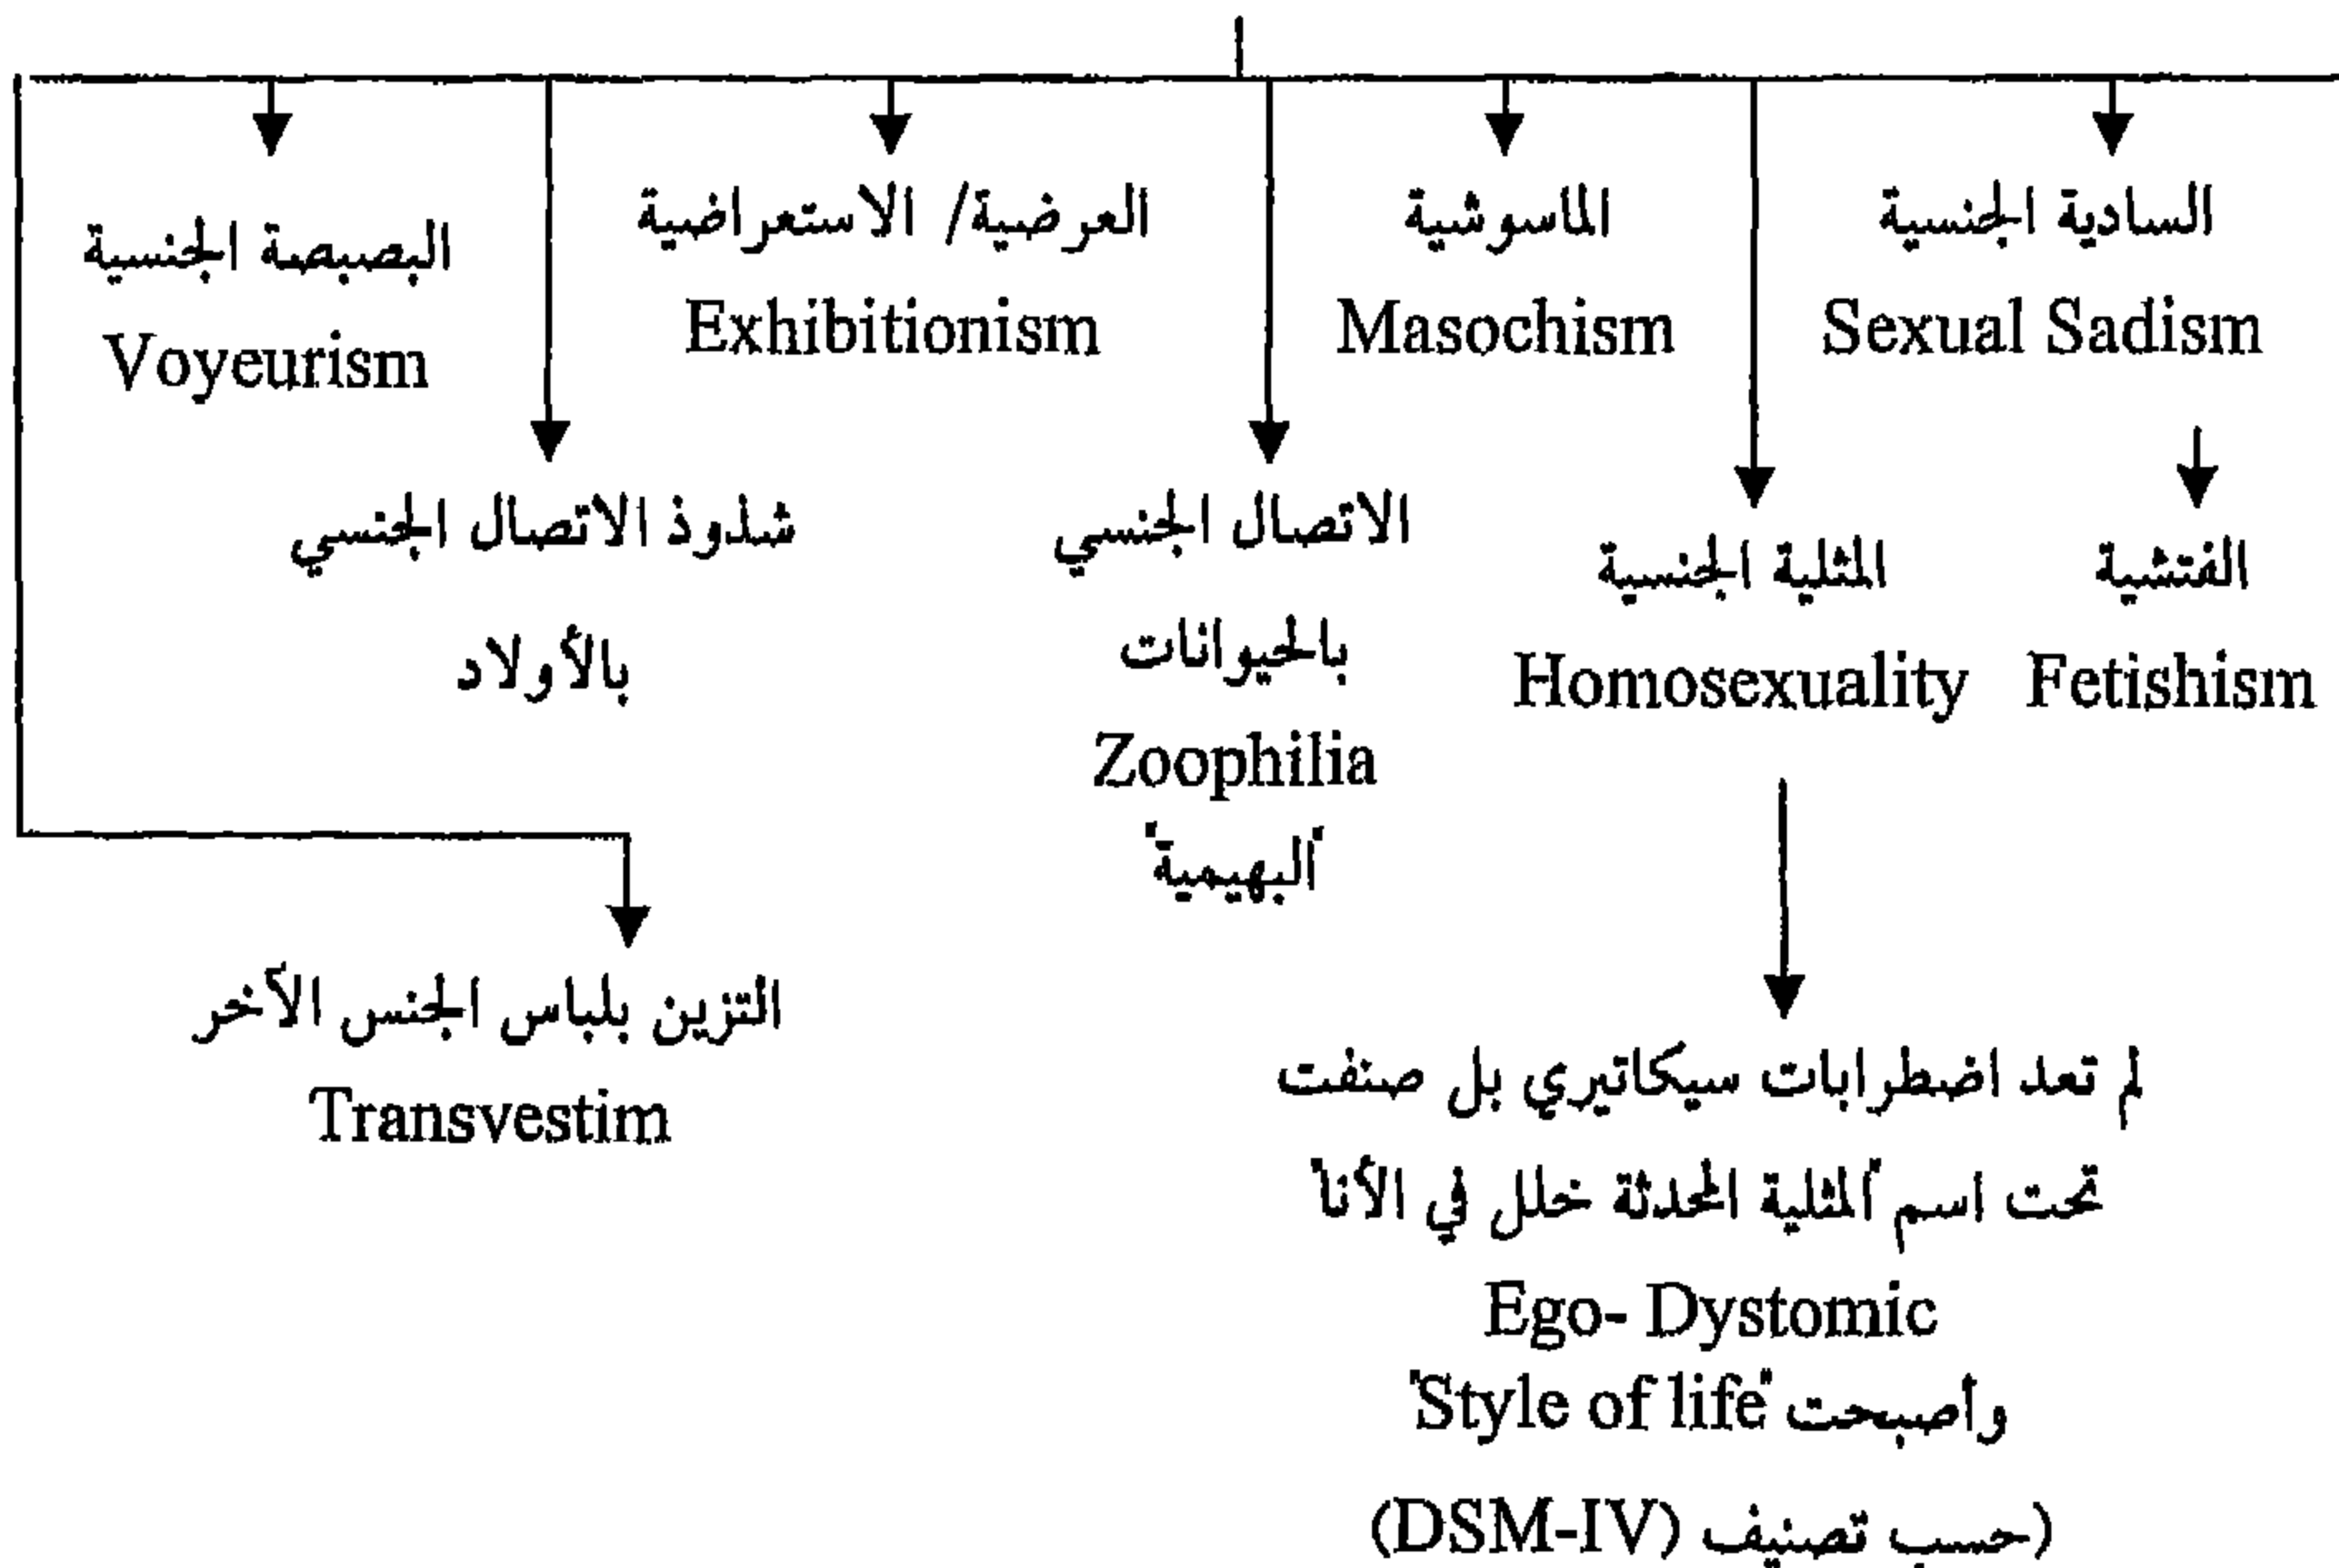 السادية الجنسية
Sexual Sadism
الماسوشية
Masochism
العرضية/ الاستعراضية
Exhibitionism
البصبصة الجنسية
Voyeurism
الفتشية
Fetishism
المثلية الجنسية
Homosexuality
الاتصال الجنسي
بالحيوانات
Zoophilia
"البهيمية"
شذوذ الاتصال الجنسي
بالأولاد
التزين بلباس الجنس الآخر
Transvestim
لم تعد اضطرابات سيكاتيري بل صنفت
تحت اسم "المثلية المحدثة خلل في الأنا"
Ego- Dystomic
واصبحت "Style of life"
(حسب تصنيف DSM-IV)